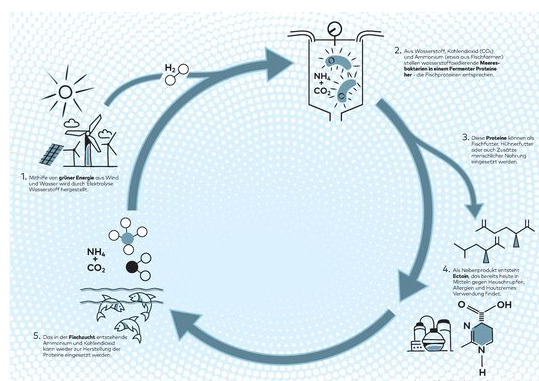 1. Mithilfe von grüner Energie aus Wind
und Wasser wird durch Elektrolyse
Wasserstoff hergestellt.
H₂
NH₄
+
CO₂
2. Aus Wasserstoff, Kohlendioxid (CO₂)
und Ammonium (etwa aus Fischfarmen)
stellen wasserstoffoxidierende Meeres-
bakterien in einem Fermenter Proteine
her - die Fischproteinen entsprechen.
3. Diese Proteine können als
Fischfutter, Hühnerfutter
oder auch Zusätze
menschlicher Nahrung
eingesetzt werden.
4. Als Nebenprodukt entsteht
Ectoin, das bereits heute in
Mitteln gegen Heuschnupfen,
Allergien und Hautstress
Verwendung findet.
O
OH
N
N
H
NH₄
+
CO₂
5. Das in der Fischzucht entstehende
Ammonium und Kohlendioxid
kann wieder zur Herstellung der
Proteine eingesetzt werden.